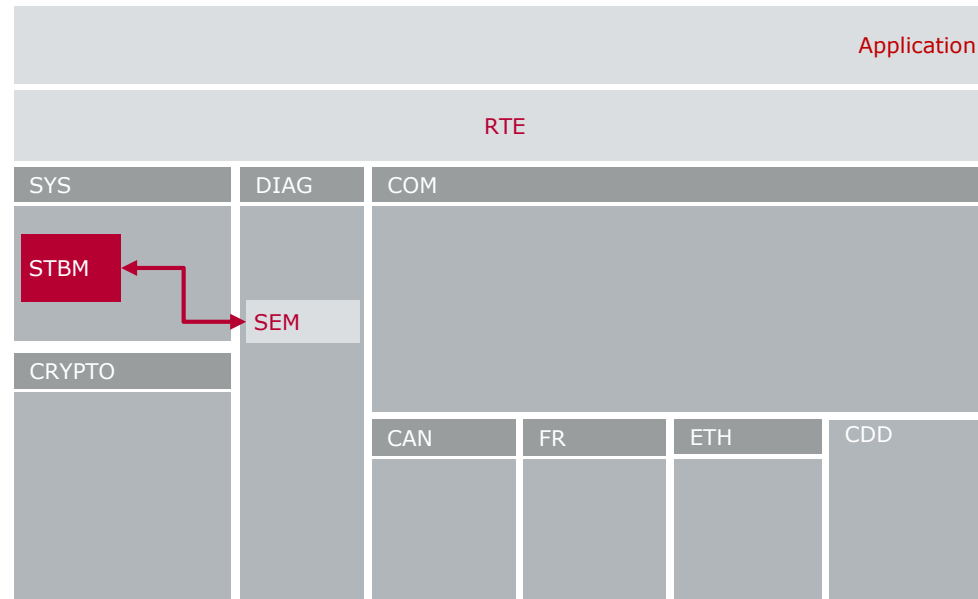 Application
RTE
SYS
DIAG
COM
STBM
SEM
CRYPTO
CAN
FR
ETH
CDD